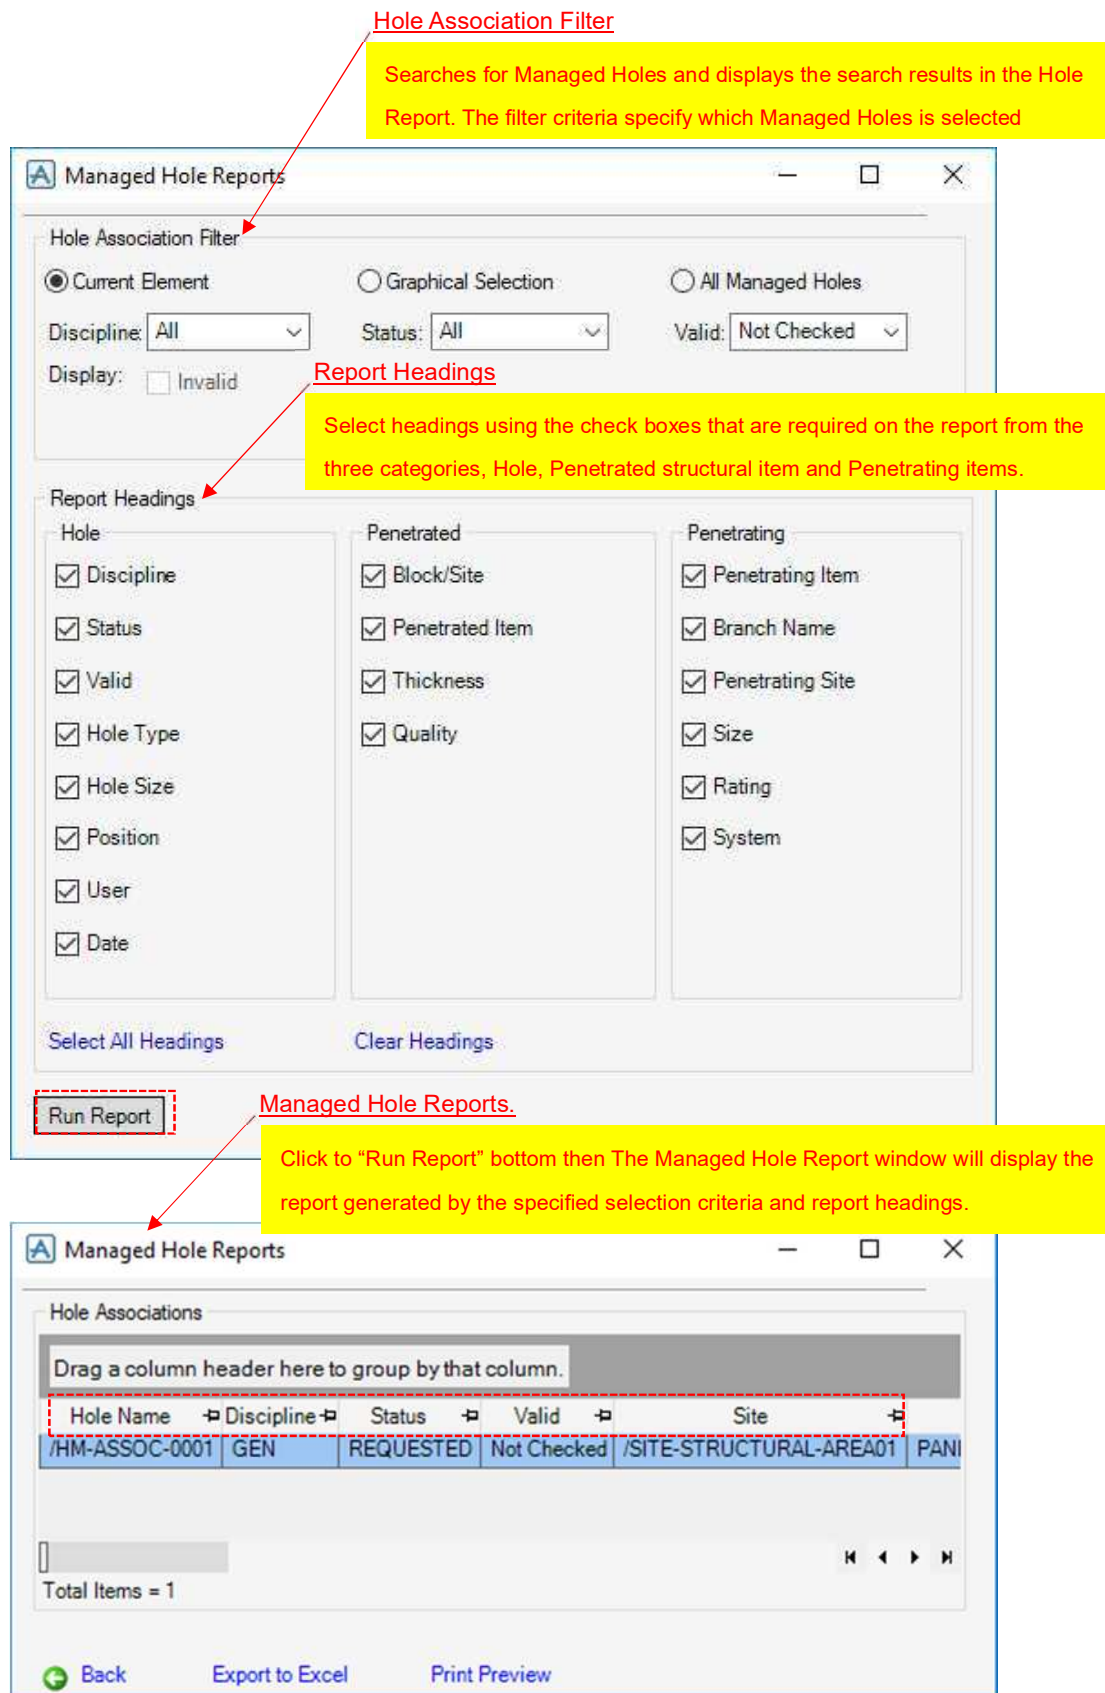 Hole Association Filter
Searches for Managed Holes and displays the search results in the Hole
Report. The filter criteria specify which Managed Holes is selected
Managed Hole Reports
Hole Association Filter
Current Element Graphical Selection All Managed Holes
Discipline: All Status: All Valid: Not Checked
Display: Invalid
Report Headings
Select headings using the check boxes that are required on the report from the
three categories, Hole, Penetrated structural item and Penetrating items.
Report Headings
Hole Penetrated Penetrating
Discipline Block/Site Penetrating Item
Status Penetrated Item Branch Name
Valid Thickness Penetrating Site
Hole Type Quality Size
Hole Size Rating
Position System
User
Date
Select All Headings Clear Headings
Run Report
Managed Hole Reports.
Click to “Run Report” bottom then The Managed Hole Report window will display the
report generated by the specified selection criteria and report headings.
Managed Hole Reports
Hole Associations
Drag a column header here to group by that column.
Hole Name Discipline Status Valid Site
/HM-ASSOC-0001 GEN REQUESTED Not Checked /SITE-STRUCTURAL-AREA01
Total Items = 1
Back Export to Excel Print Preview